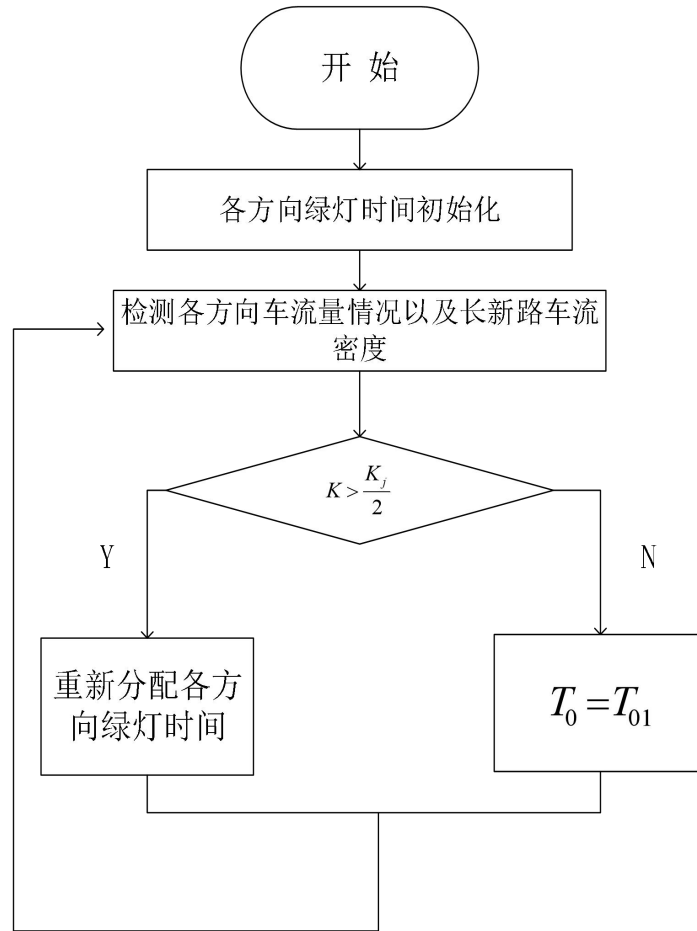 开 始
各方向绿灯时间初始化
检测各方向车流量情况以及长新路车流
密度
K > K_j / 2
Y
N
重新分配各方
向绿灯时间
T_0 = T_01